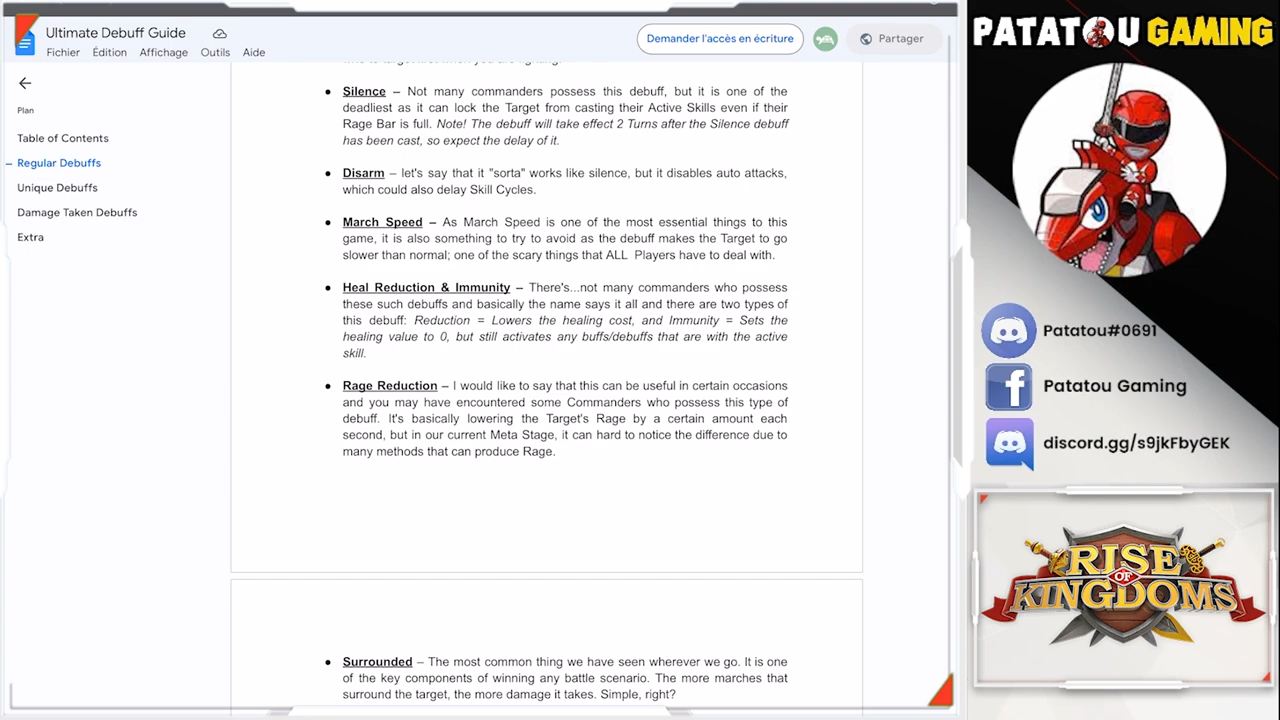 Ultimate Debuff Guide
Fichier Édition Affichage Outils Aide
Demander l'accès en écriture
Partager
Plan
Table of Contents
Regular Debuffs
Unique Debuffs
Damage Taken Debuffs
Extra
Silence – Not many commanders possess this debuff, but it is one of the
deadliest as it can lock the Target from casting their Active Skills even if their
Rage Bar is full. Note! The debuff will take effect 2 Turns after the Silence debuff
has been cast, so expect the delay of it.
Disarm – let's say that it "sorta" works like silence, but it disables auto attacks,
which could also delay Skill Cycles.
March Speed – As March Speed is one of the most essential things to this
game, it is also something to try to avoid as the debuff makes the Target to go
slower than normal; one of the scary things that ALL Players have to deal with.
Heal Reduction & Immunity – There's...not many commanders who possess
these such debuffs and basically the name says it all and there are two types of
this debuff: Reduction = Lowers the healing cost, and Immunity = Sets the
healing value to 0, but still activates any buffs/debuffs that are with the active
skill.
Rage Reduction – I would like to say that this can be useful in certain occasions
and you may have encountered some Commanders who possess this type of
debuff. It's basically lowering the Target's Rage by a certain amount each
second, but in our current Meta Stage, it can hard to notice the difference due to
many methods that can produce Rage.
Surrounded – The most common thing we have seen wherever we go. It is one
of the key components of winning any battle scenario. The more marches that
surround the target, the more damage it takes. Simple, right?
PATATOU GAMING
Patatou#0691
Patatou Gaming
discord.gg/s9jkFbyGEK
RISE
OF
KINGDOMS